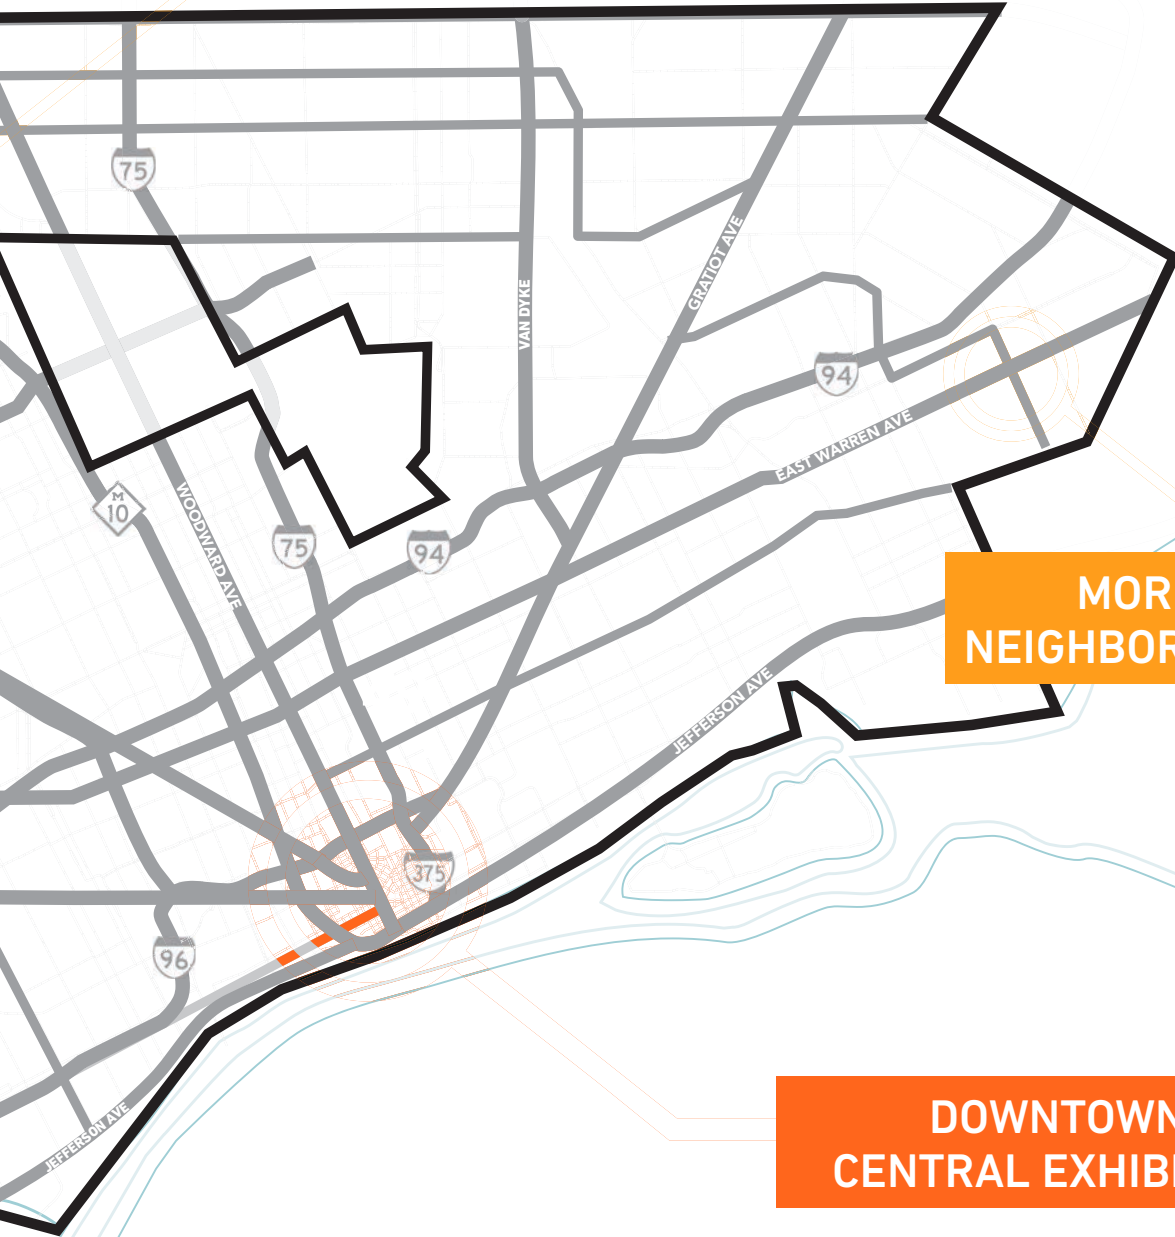 75
VAN DYKE
GRATIOT AVE
94
EAST WARREN AVE
M
10
WOODWARD AVE
75
94
MOR
NEIGHBOR
JEFFERSON AVE
375
96
JEFFERSON AVE
DOWNTOWN
CENTRAL EXHIB